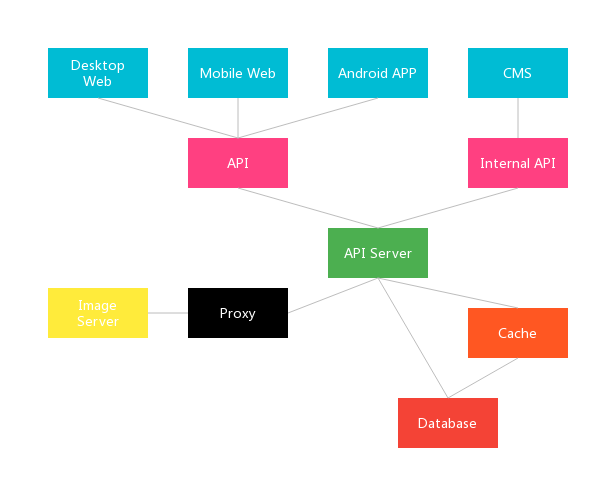 Desktop
Web
Mobile Web
Android APP
CMS
API
Internal API
API Server
Image
Server
Proxy
Cache
Database